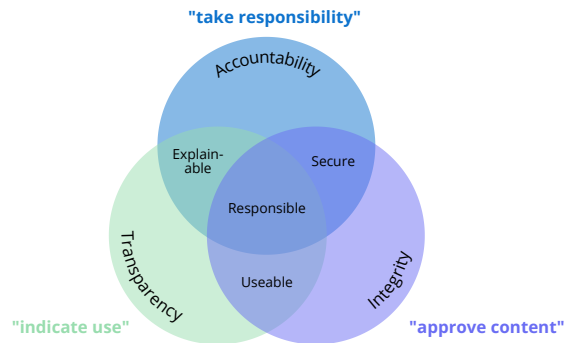 "take responsibility"
Accountability
Explain-
able
Secure
Responsible
Transparency
Integrity
Useable
"indicate use"
"approve content"